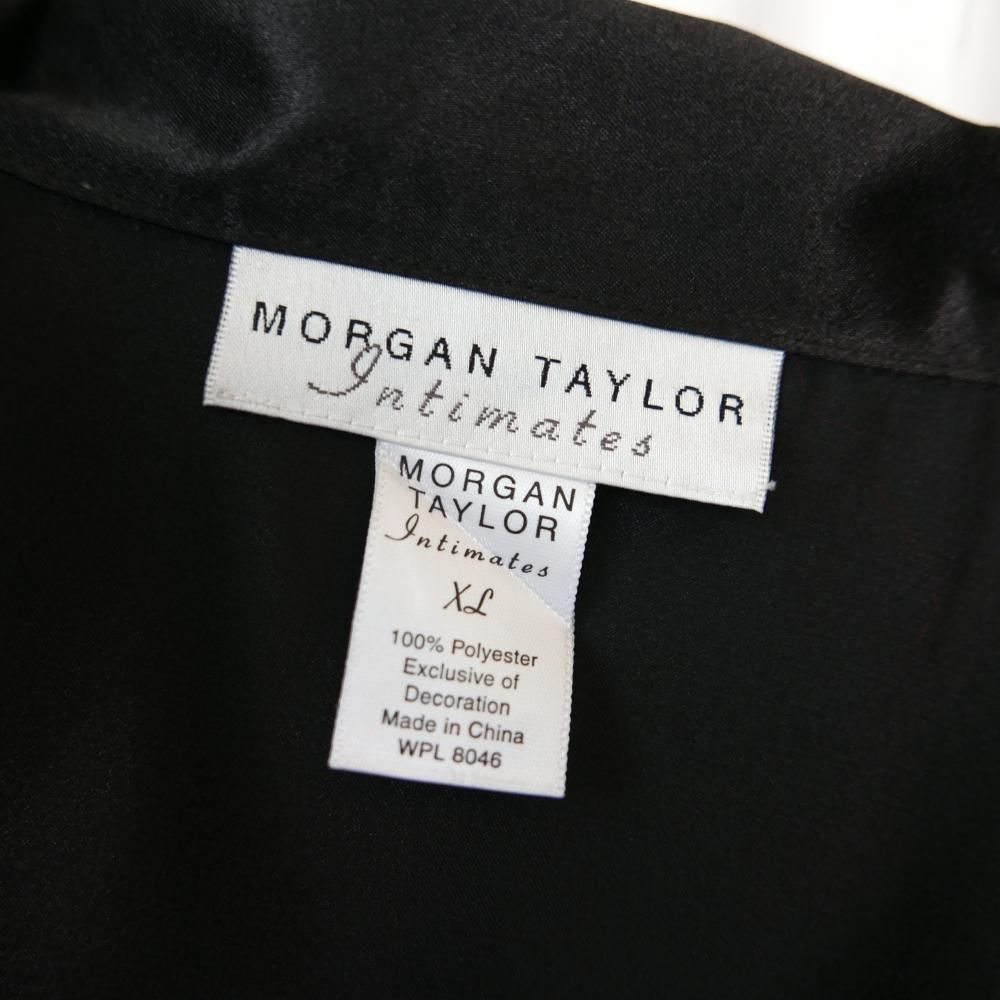 MORGAN TAYLOR
Intimates
MORGAN
TAYLOR
Intimates
XL
100% Polyester
Exclusive of
Decoration
Made in China
WPL 8046